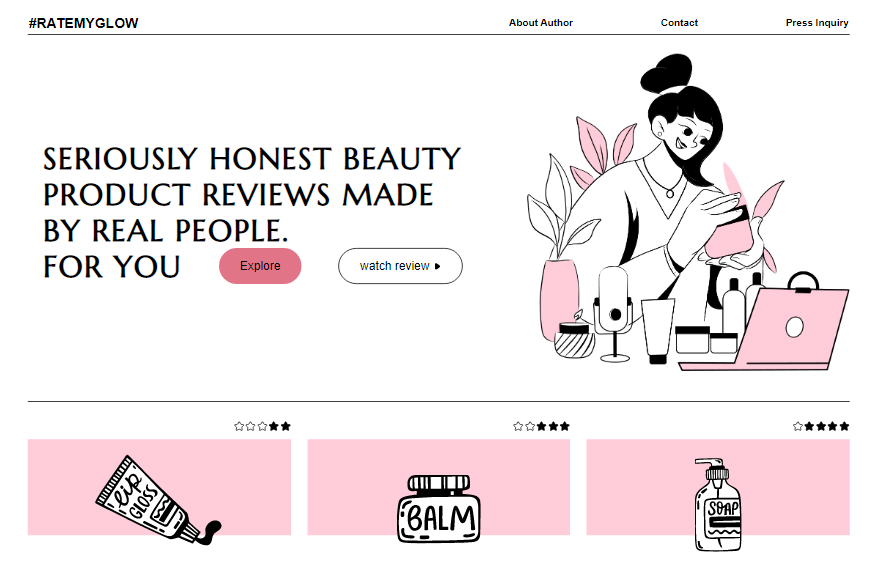 #RATEMYGLOW
About Author
Contact
Press Inquiry
SERIOUSLY HONEST BEAUTY
PRODUCT REVIEWS MADE
BY REAL PEOPLE.
FOR YOU
Explore
watch review
lip
GLOSS
BALM
SOAP